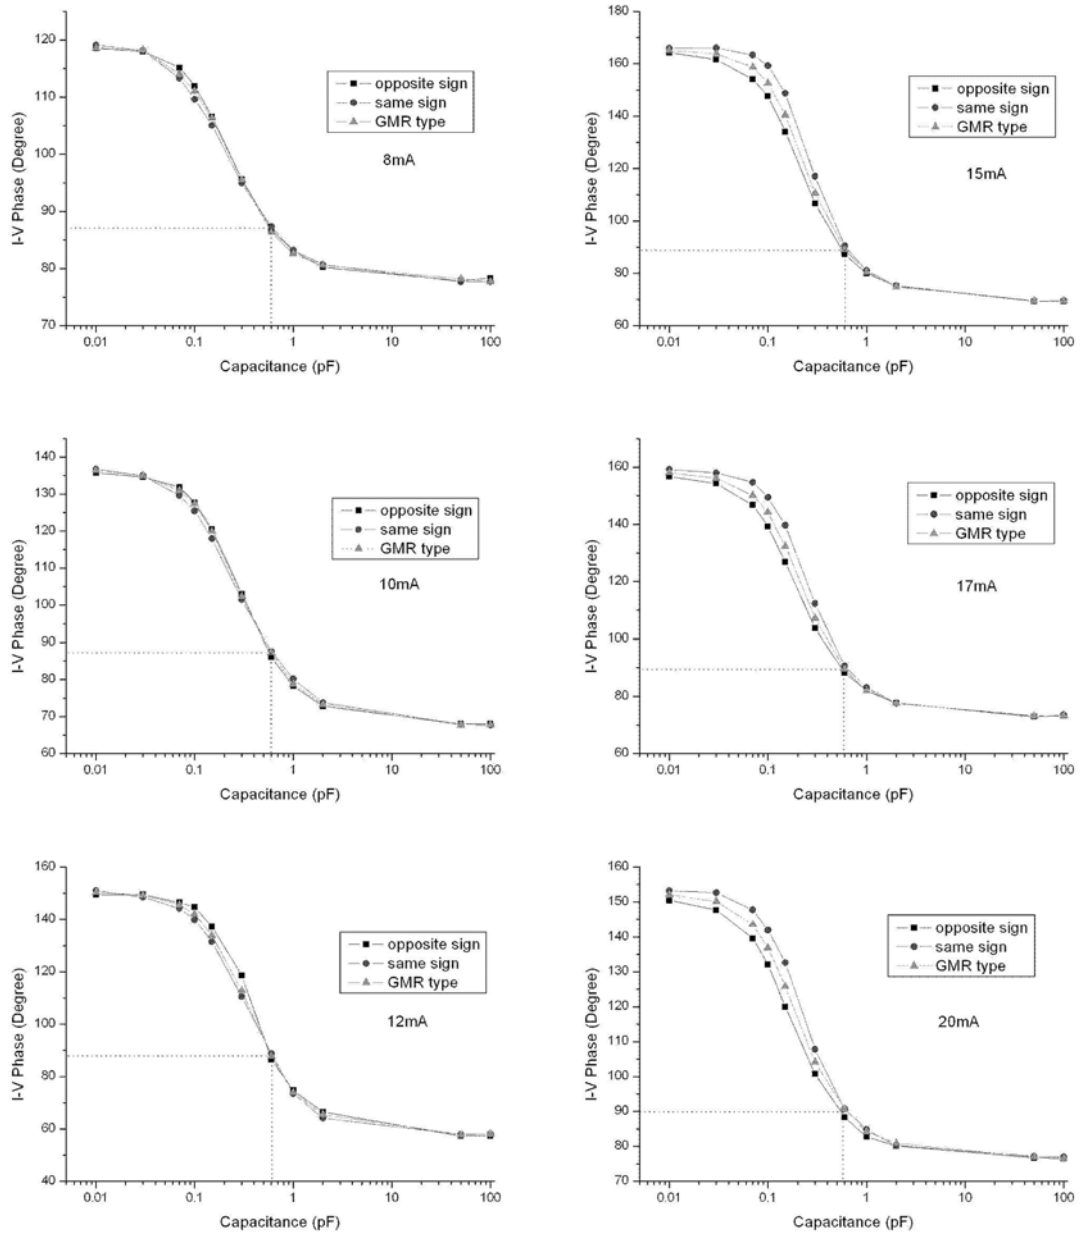 120
110
100
90
80
70
I-V Phase (Degree)
opposite sign
same sign
GMR type
8mA
0.01 0.1 1 10 100
Capacitance (pF)
180
160
140
120
100
80
60
I-V Phase (Degree)
opposite sign
same sign
GMR type
15mA
0.01 0.1 1 10 100
Capacitance (pF)
140
130
120
110
100
90
80
70
60
I-V Phase (Degree)
opposite sign
same sign
GMR type
10mA
0.01 0.1 1 10 100
Capacitance (pF)
160
140
120
100
80
60
I-V Phase (Degree)
opposite sign
same sign
GMR type
17mA
0.01 0.1 1 10 100
Capacitance (pF)
160
140
120
100
80
60
40
I-V Phase (Degree)
opposite sign
same sign
GMR type
12mA
0.01 0.1 1 10 100
Capacitance (pF)
160
150
140
130
120
110
100
90
80
70
I-V Phase (Degree)
opposite sign
same sign
GMR type
20mA
0.01 0.1 1 10 100
Capacitance (pF)